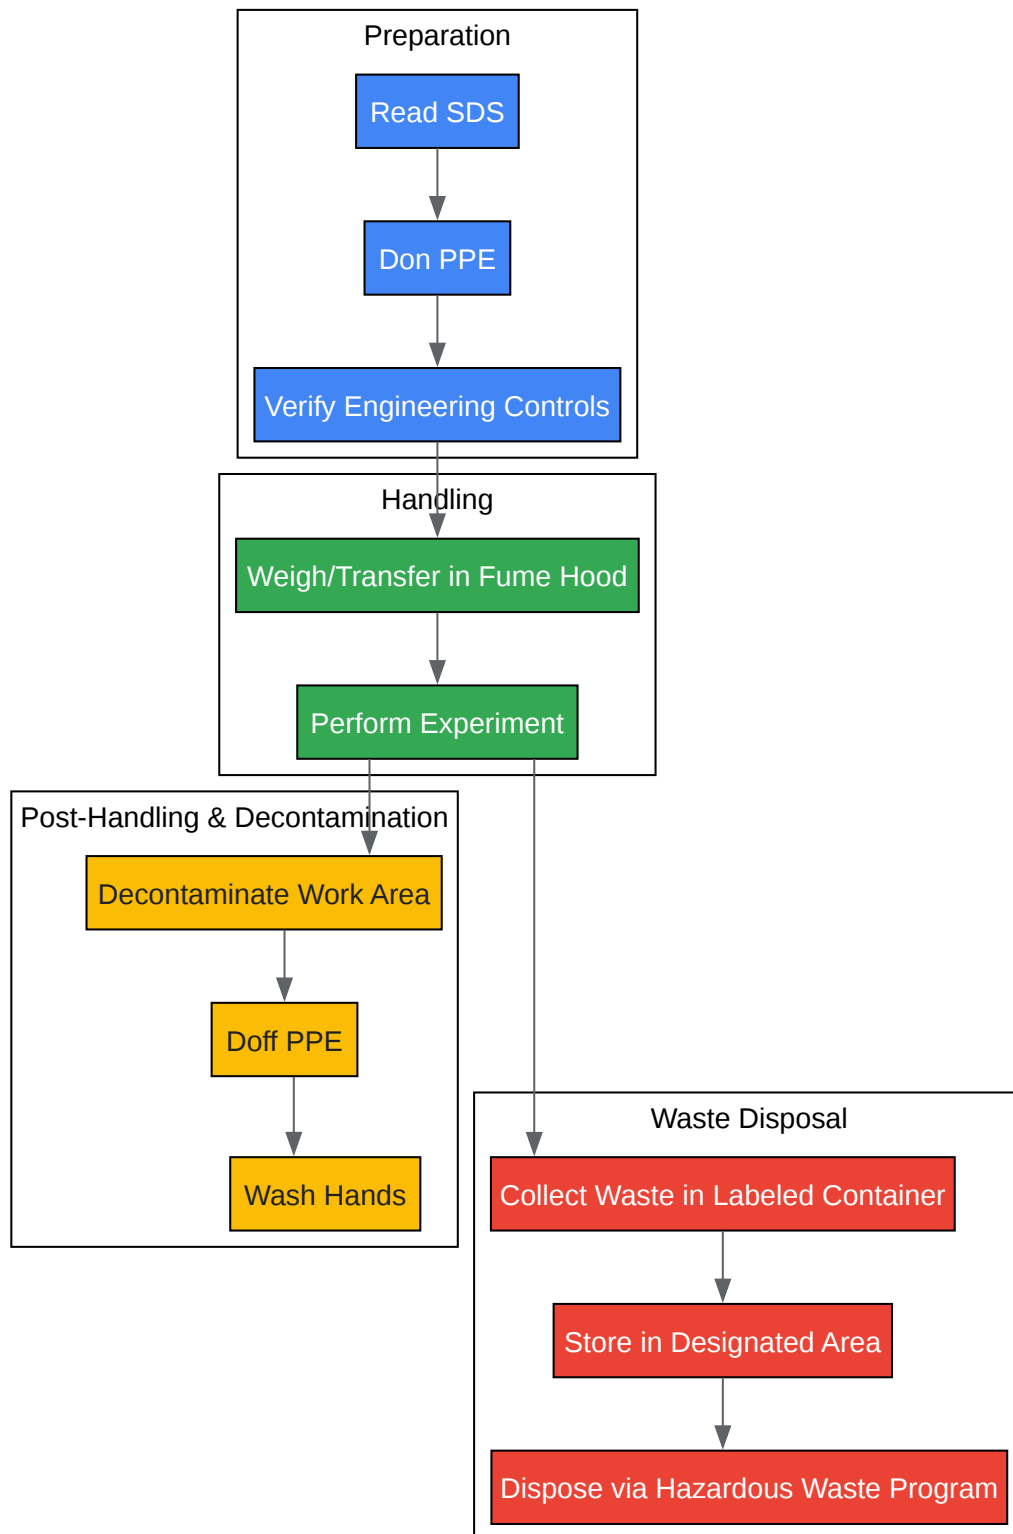 Preparation
Read SDS
Don PPE
Verify Engineering Controls
Handling
Weigh/Transfer in Fume Hood
Perform Experiment
Post-Handling & Decontamination
Decontaminate Work Area
Doff PPE
Wash Hands
Waste Disposal
Collect Waste in Labeled Container
Store in Designated Area
Dispose via Hazardous Waste Program